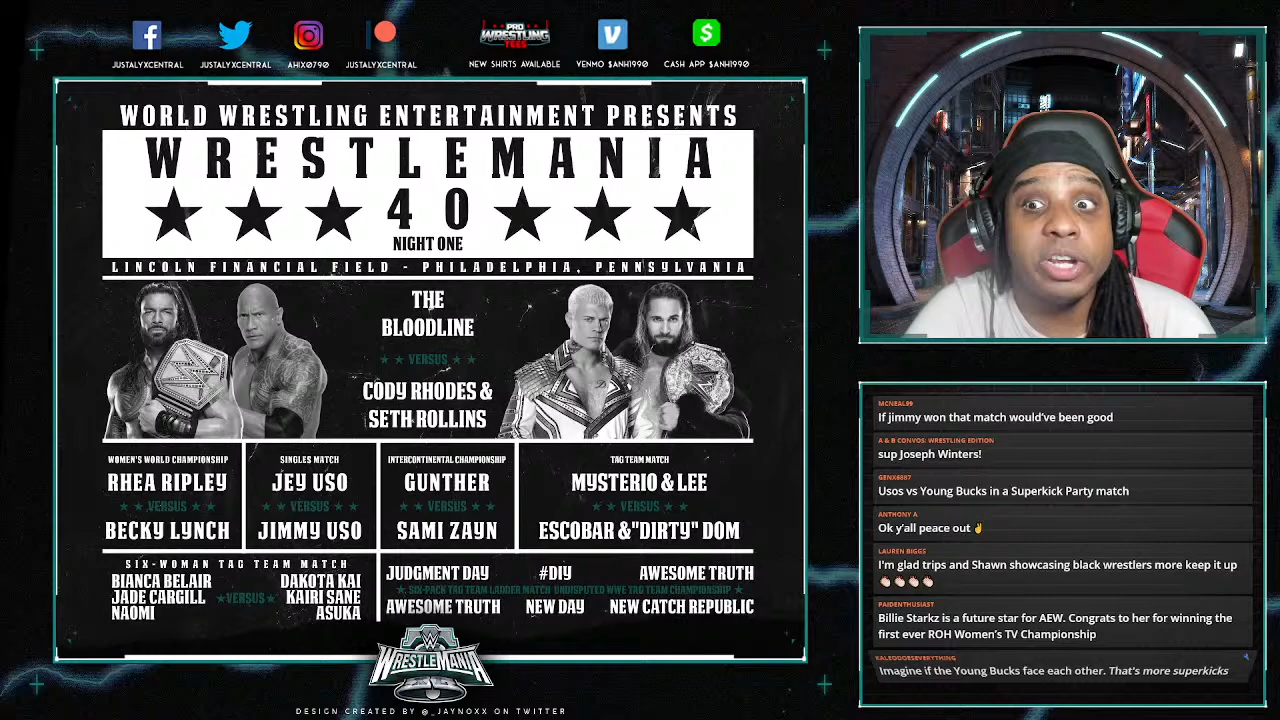 JUSTALYXCENTRAL
JUSTALYXCENTRAL
AHIX0790
JUSTALYXCENTRAL
PRO
WRESTLING
TEES
NEW SHIRTS AVAILABLE
VENMO $ANH1990
CASH APP $ANH1990
WORLD WRESTLING ENTERTAINMENT PRESENTS
WRESTLEMANIA
40
NIGHT ONE
LINCOLN FINANCIAL FIELD - PHILADELPHIA, PENNSYLVANIA
THE
BLOODLINE
VERSUS
CODY RHODES &
SETH ROLLINS
WOMEN'S WORLD CHAMPIONSHIP
RHEA RIPLEY
VERSUS
BECKY LYNCH
SINGLES MATCH
JEY USO
VERSUS
JIMMY USO
INTERCONTINENTAL CHAMPIONSHIP
GUNTHER
VERSUS
SAMI ZAYN
TAG TEAM MATCH
MYSTERIO & LEE
VERSUS
ESCOBAR &"DIRTY" DOM
SIX-WOMAN TAG TEAM MATCH
BIANCA BELAIR
JADE CARGILL
NAOMI
VERSUS
DAKOTA KAI
KAIRI SANE
ASUKA
JUDGMENT DAY #DIY AWESOME TRUTH
SIX-PACK TAG TEAM LADDER MATCH UNDISPUTED WWE TAG TEAM CHAMPIONSHIP
AWESOME TRUTH NEW DAY NEW CATCH REPUBLIC
WRESTLEMANIA
DESIGN CREATED BY @_JAYNOXX ON TWITTER
MCNEAL99
If jimmy won that match would've been good
A & B CONVOS: WRESTLING EDITION
sup Joseph Winters!
GENX6887
Usos vs Young Bucks in a Superkick Party match
ANTHONY A
Ok y'all peace out ✌
LAUREN BIGGS
I'm glad trips and Shawn showcasing black wrestlers more keep it up
👏🏻👏🏻👏🏻👏🏻
PAIDENTHUSIAST
Billie Starkz is a future star for AEW. Congrats to her for winning the
first ever ROH Women's TV Championship
KALEODOESEVERYTHING
Imagine if the Young Bucks face each other. That's more superkicks